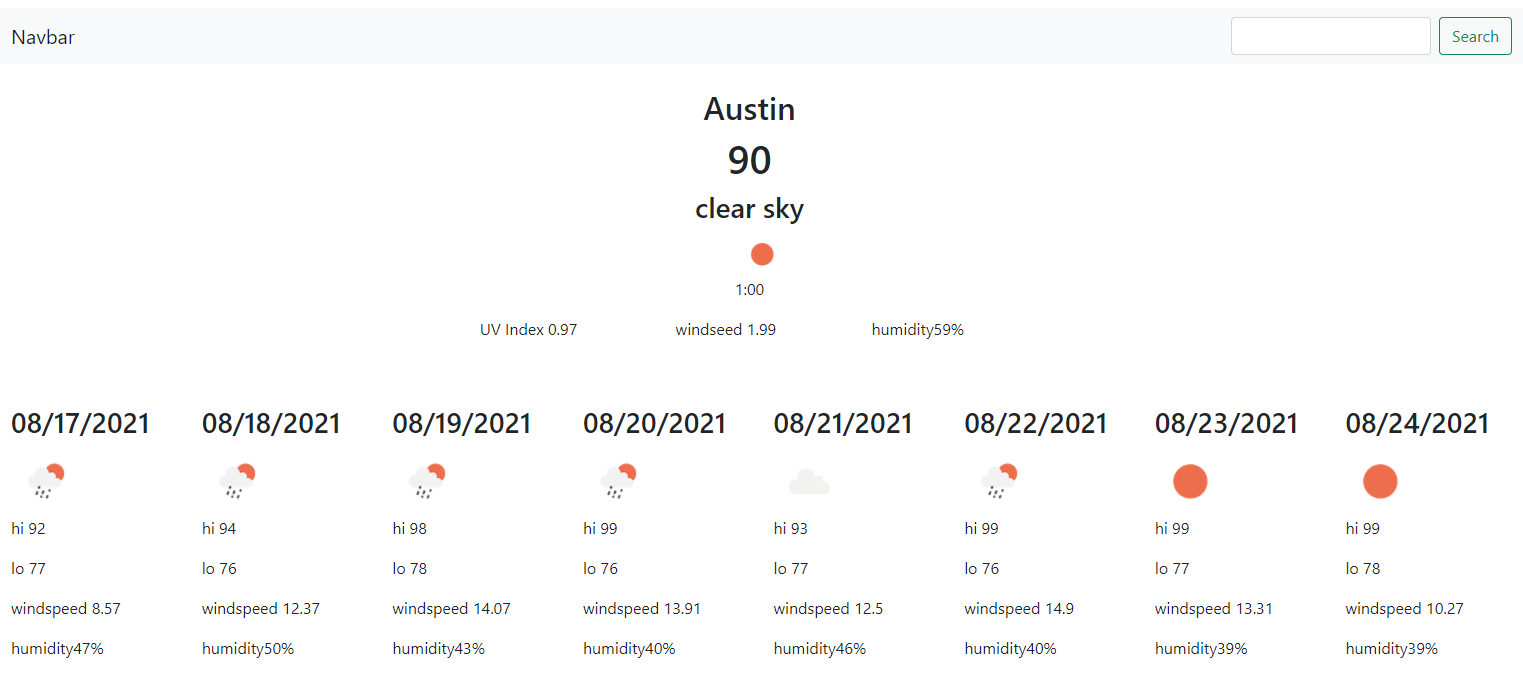 Navbar Search
Austin
90
clear sky
1:00
UV Index 0.97 windseed 1.99 humidity59%
08/17/2021 08/18/2021 08/19/2021 08/20/2021 08/21/2021 08/22/2021 08/23/2021 08/24/2021
hi 92 hi 94 hi 98 hi 99 hi 93 hi 99 hi 99 hi 99
lo 77 lo 76 lo 78 lo 76 lo 77 lo 76 lo 77 lo 78
windspeed 8.57 windspeed 12.37 windspeed 14.07 windspeed 13.91 windspeed 12.5 windspeed 14.9 windspeed 13.31 windspeed 10.27
humidity47% humidity50% humidity43% humidity40% humidity46% humidity40% humidity39% humidity39%